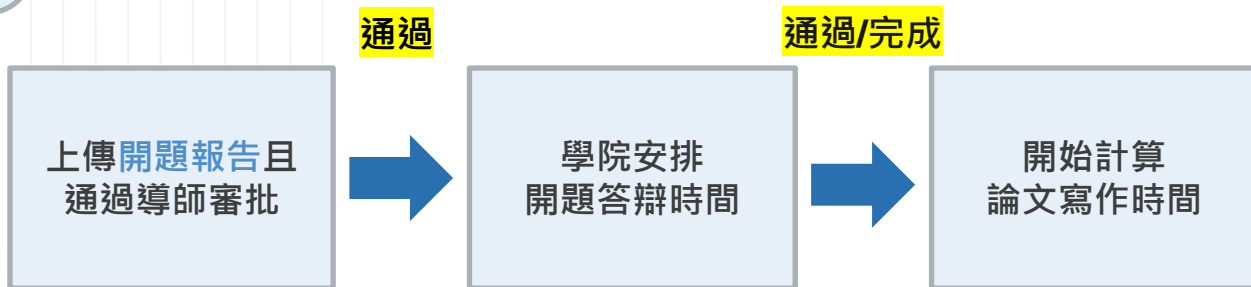 通過
通過/完成
上傳開題報告且
通過導師審批
學院安排
開題答辯時間
開始計算
論文寫作時間